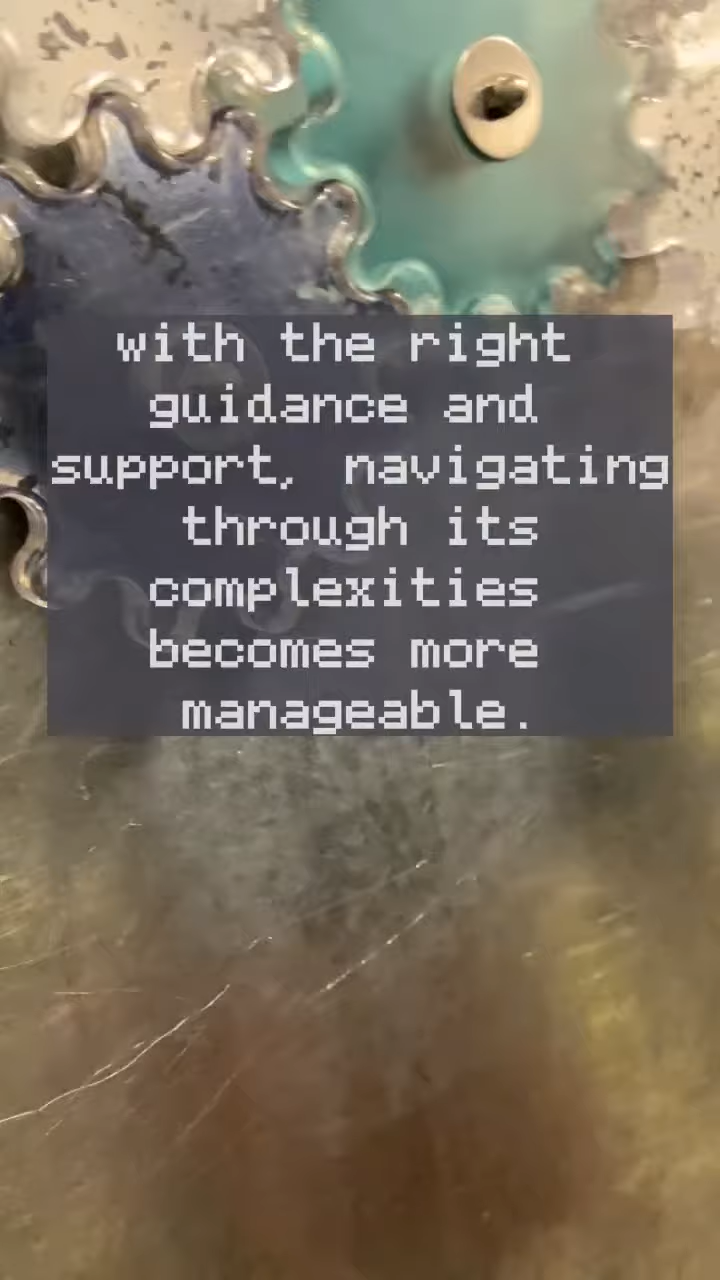 with the right
guidance and
support, navigating
through its
complexities
becomes more
manageable.